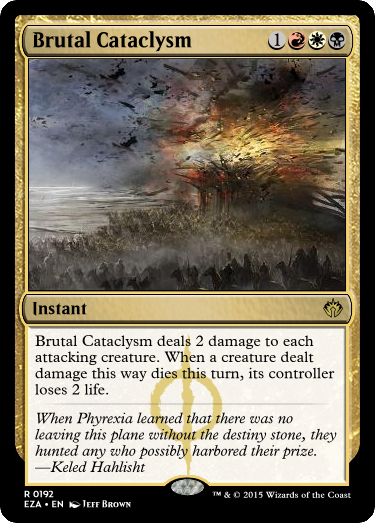 Brutal Cataclysm 1
Instant
Brutal Cataclysm deals 2 damage to each
attacking creature. When a creature dealt
damage this way dies this turn, its controller
loses 2 life.
When Phyrexia learned that there was no
leaving this plane without the destiny stone, they
hunted any who possibly harbored their prize.
—Keled Hahlisht
R 0192
EZA • EN Jeff Brown ™ & © 2015 Wizards of the Coast